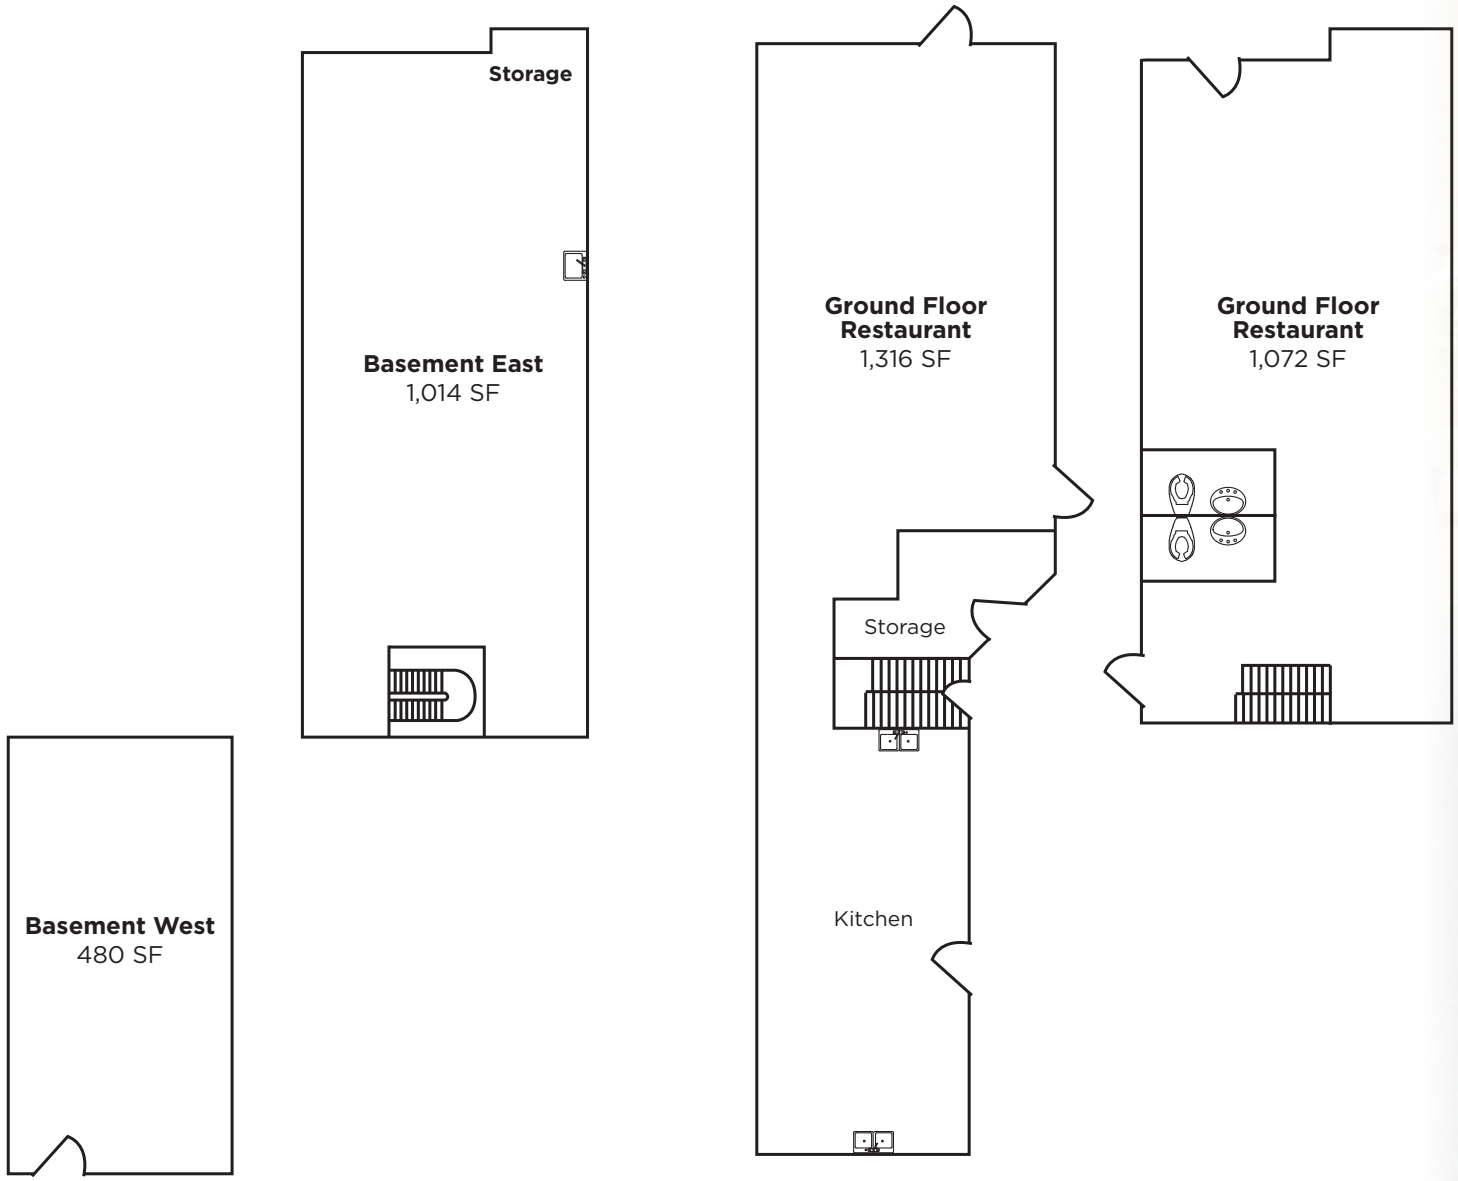 Storage
Basement East
1,014 SF
Basement West
480 SF
Ground Floor
Restaurant
1,316 SF
Storage
Kitchen
Ground Floor
Restaurant
1,072 SF